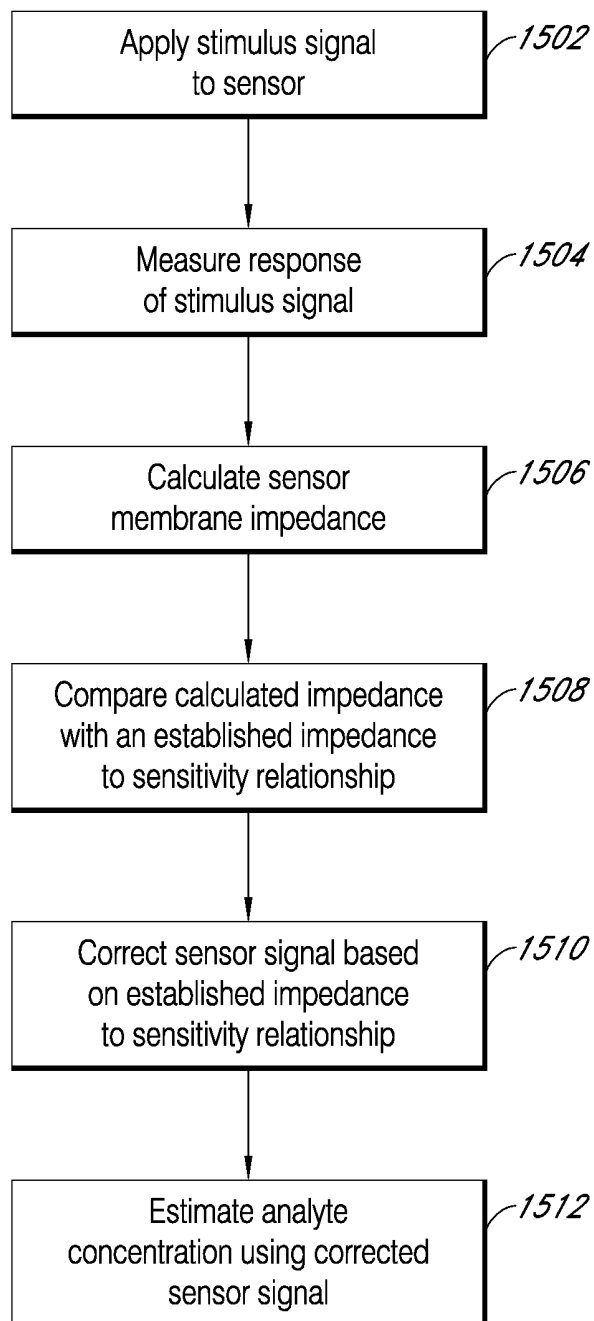 Apply stimulus signal
to sensor
1502
Measure response
of stimulus signal
1504
Calculate sensor
membrane impedance
1506
Compare calculated impedance
with an established impedance
to sensitivity relationship
1508
Correct sensor signal based
on established impedance
to sensitivity relationship
1510
Estimate analyte
concentration using corrected
sensor signal
1512